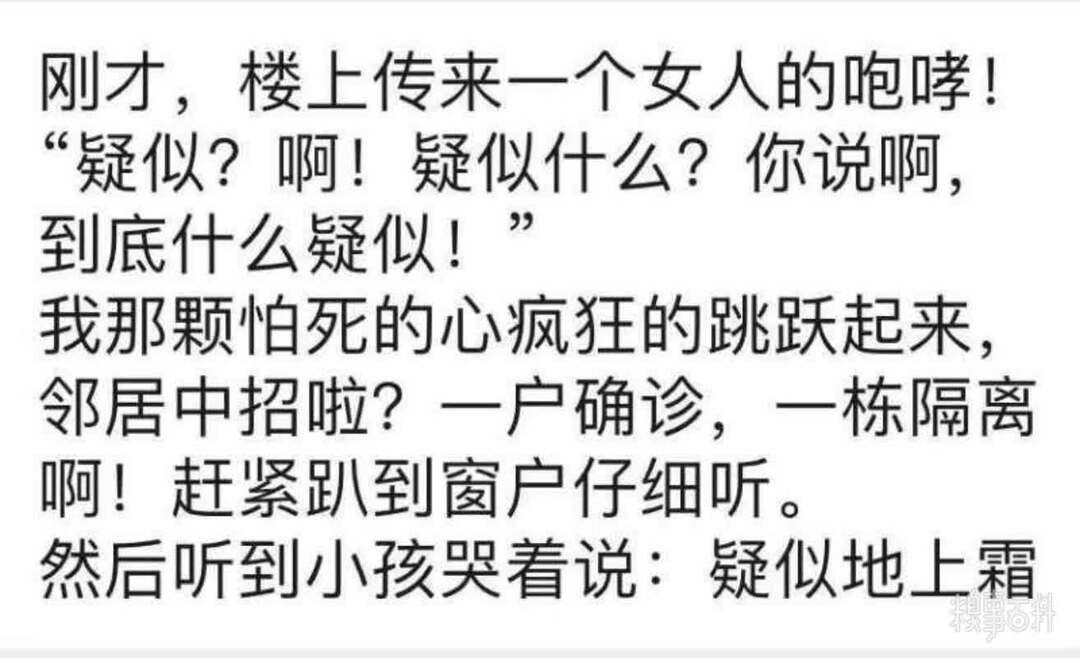 刚才，楼上传来一个女人的咆哮！
“疑似？啊！疑似什么？你说啊，
到底什么疑似！”
我那颗怕死的心疯狂的跳跃起来，
邻居中招啦？一户确诊，一栋隔离
啊！赶紧趴到窗户仔细听。
然后听到小孩哭着说：疑似地上霜